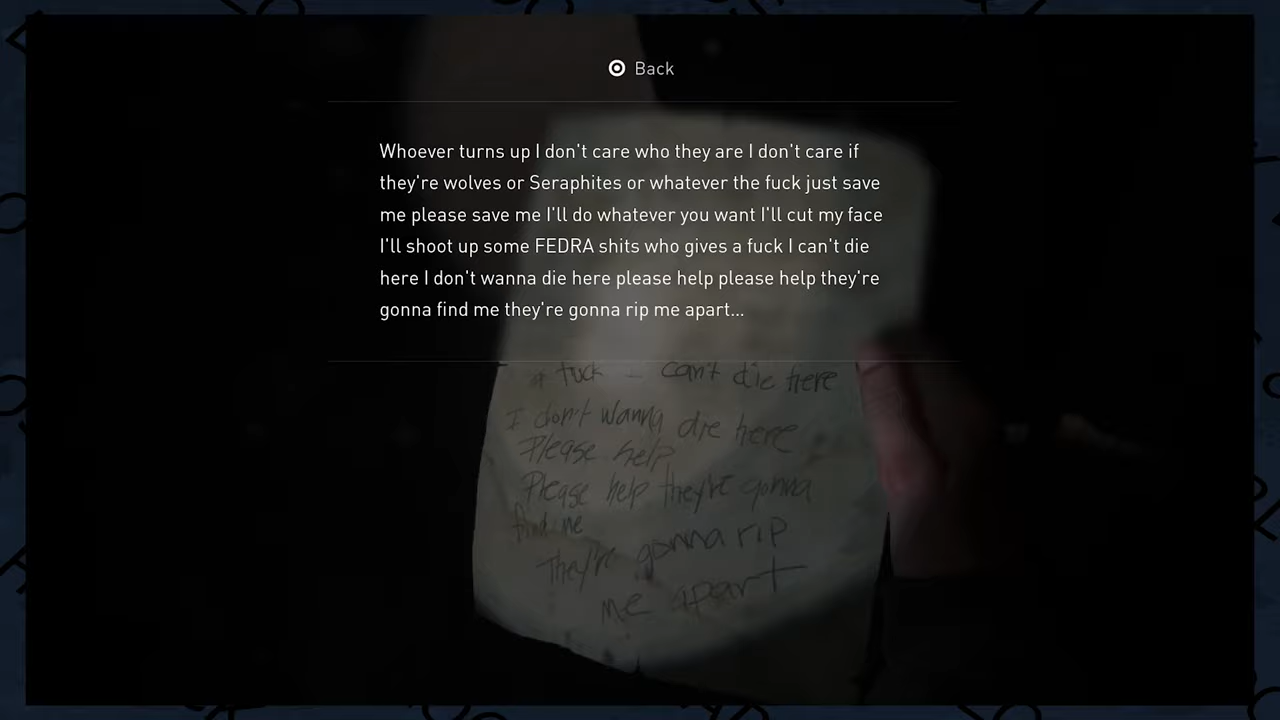 Back
Whoever turns up I don't care who they are I don't care if
they're wolves or Seraphites or whatever the fuck just save
me please save me I'll do whatever you want I'll cut my face
I'll shoot up some FEDRA shits who gives a fuck I can't die
here I don't wanna die here please help please help they're
gonna find me they're gonna rip me apart...
fuck can't die here
I don't wanna die here
Please help
Please help they're gonna
find me
They're gonna rip
me apart